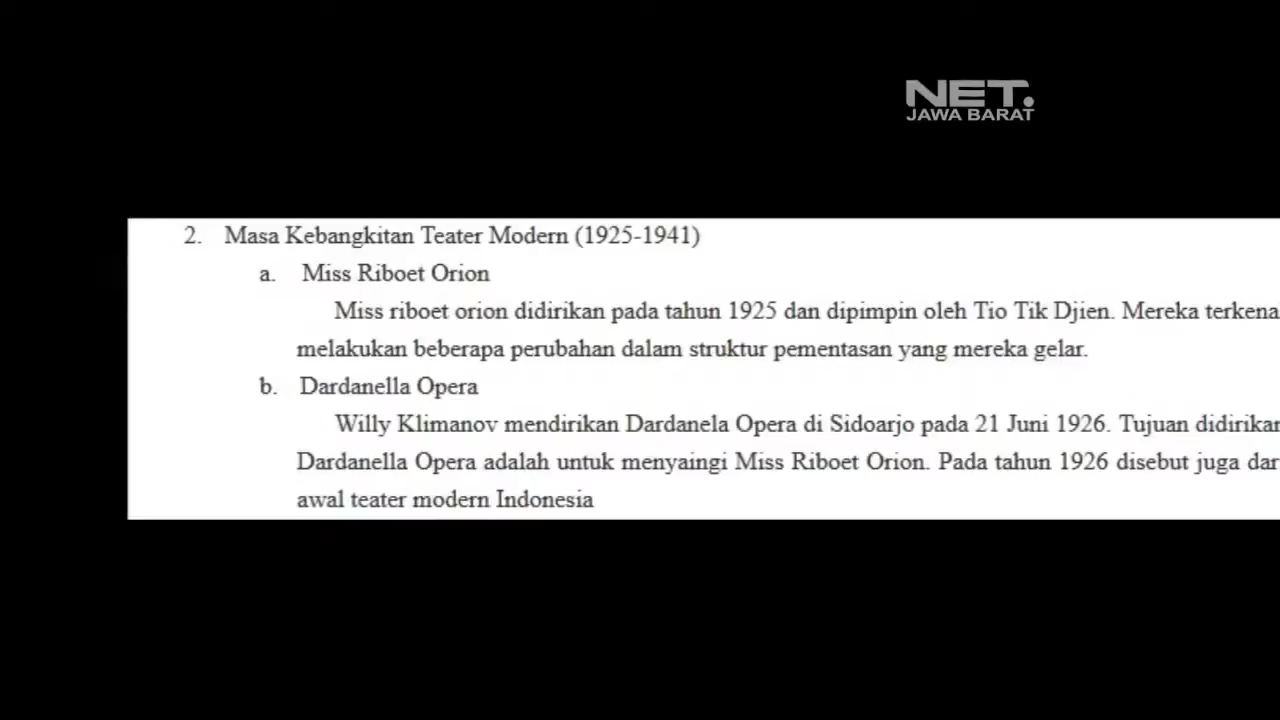 NET.
JAWA BARAT
2. Masa Kebangkitan Teater Modern (1925-1941)
a. Miss Riboet Orion
Miss riboet orion didirikan pada tahun 1925 dan dipimpin oleh Tio Tik Djien. Mereka terkena
melakukan beberapa perubahan dalam struktur pementasan yang mereka gelar.
b. Dardanella Opera
Willy Klimanov mendirikan Dardanela Opera di Sidoarjo pada 21 Juni 1926. Tujuan didirikan
Dardanella Opera adalah untuk menyaingi Miss Riboet Orion. Pada tahun 1926 disebut juga dar
awal teater modern Indonesia